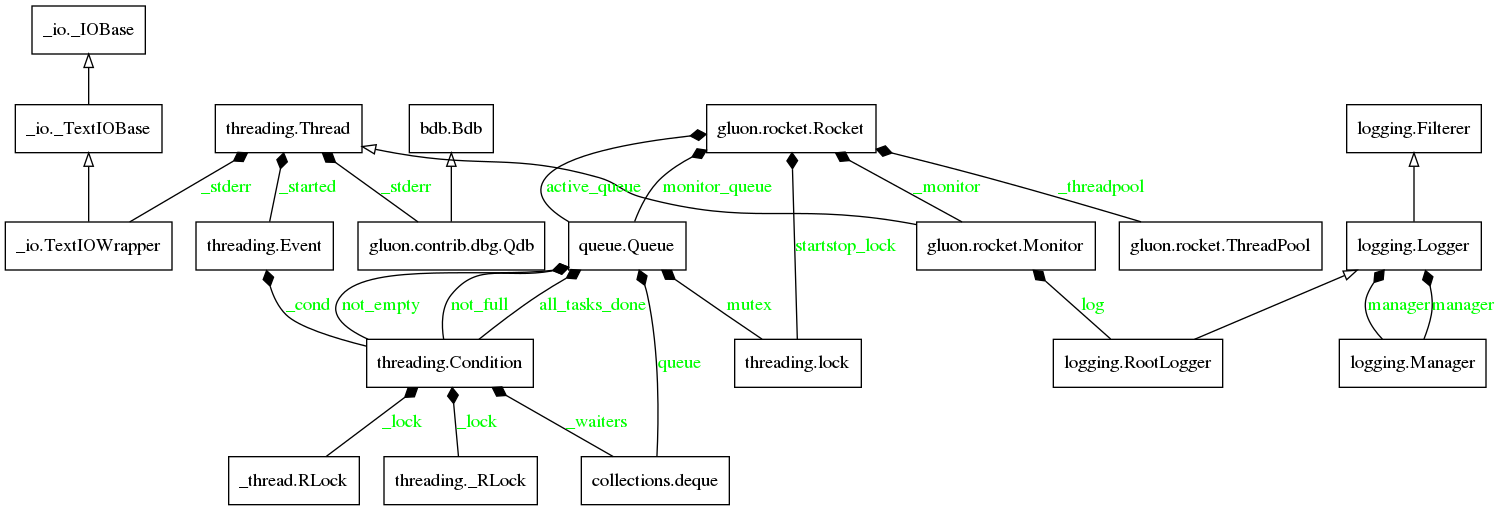 _io._IOBase
_io._TextIOBase
threading.Thread
bdb.Bdb
gluon.rocket.Rocket
logging.Filterer
_stderr
_started
_stderr
active_queue
monitor_queue
_monitor
_threadpool
_io.TextIOWrapper
threading.Event
gluon.contrib.dbg.Qdb
queue.Queue
startstop_lock
gluon.rocket.Monitor
gluon.rocket.ThreadPool
logging.Logger
_cond
not_empty
not_full
all_tasks_done
mutex
log
manager
manager
threading.Condition
queue
threading.lock
logging.RootLogger
logging.Manager
_lock
_lock
_waiters
_thread.RLock
threading._RLock
collections.deque